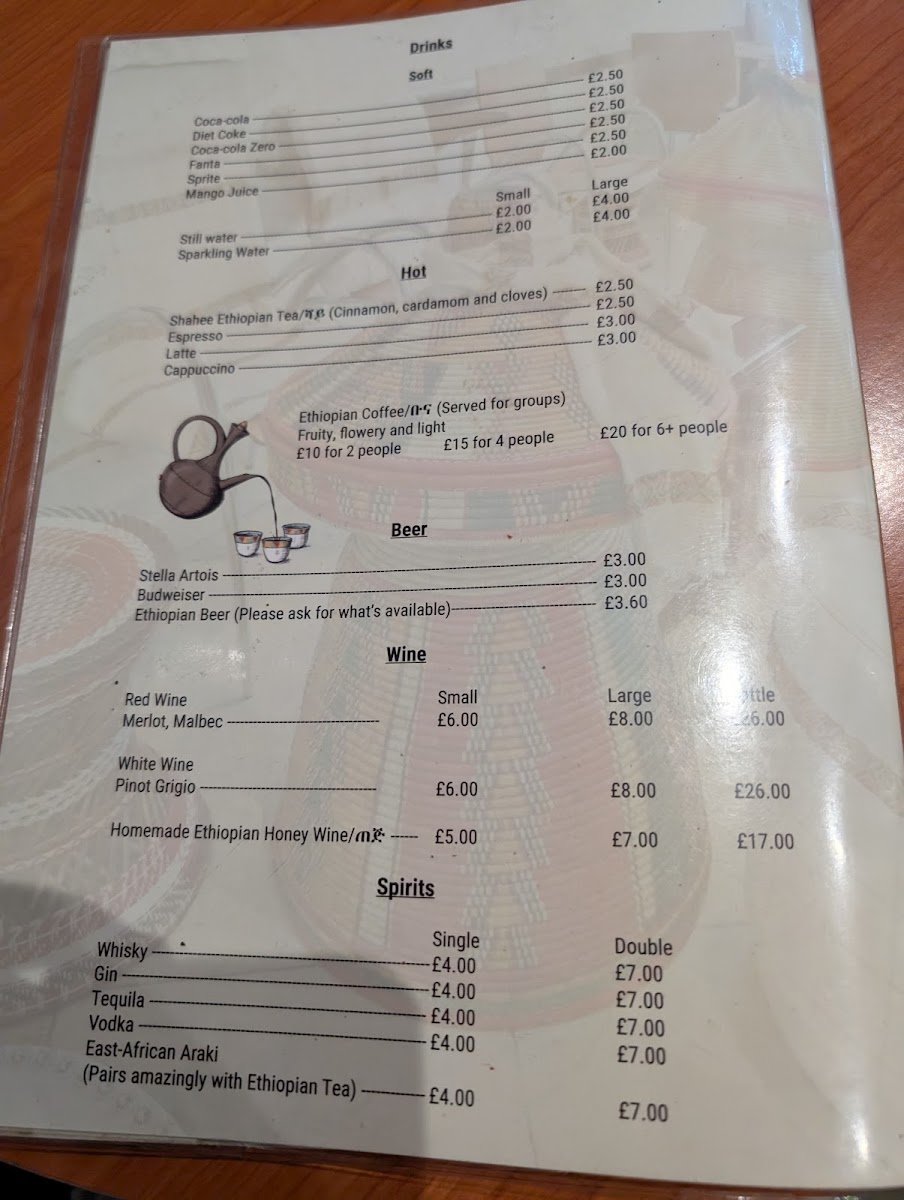 Drinks
Soft
Coca-cola £2.50
Diet Coke £2.50
Coca-cola Zero £2.50
Fanta £2.50
Sprite £2.50
Mango Juice £2.00
Small Large
Still water £2.00 £4.00
Sparkling Water £2.00 £4.00
Hot
Shahee Ethiopian Tea/ሻይ (Cinnamon, cardamom and cloves) £2.50
Espresso £2.50
Latte £3.00
Cappuccino £3.00
Ethiopian Coffee/ቡና (Served for groups)
Fruity, flowery and light
£10 for 2 people £15 for 4 people £20 for 6+ people
Beer
Stella Artois £3.00
Budweiser £3.00
Ethiopian Beer (Please ask for what's available) £3.60
Wine
Red Wine Small Large
Merlot, Malbec £6.00 £8.00
White Wine
Pinot Grigio £6.00 £8.00 £26.00
Homemade Ethiopian Honey Wine/ጠጅ £5.00 £7.00 £17.00
Spirits
Single Double
Whisky £4.00 £7.00
Gin £4.00 £7.00
Tequila £4.00 £7.00
Vodka £4.00 £7.00
East-African Araki
(Pairs amazingly with Ethiopian Tea) £4.00 £7.00